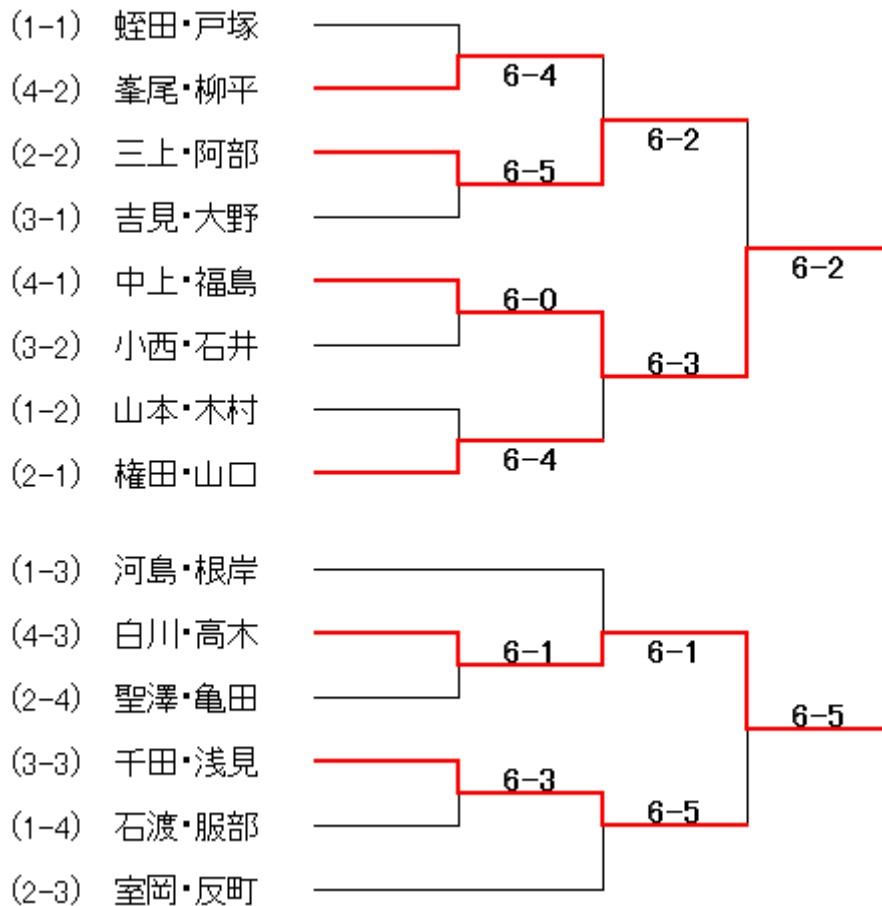 (1-1) 蛭田・戸塚
6-4
(4-2) 峯尾・柳平
6-2
(2-2) 三上・阿部
6-5
(3-1) 吉見・大野
6-2
(4-1) 中上・福島
6-0
(3-2) 小西・石井
6-3
(1-2) 山本・木村
6-4
(2-1) 権田・山口
(1-3) 河島・根岸
(4-3) 白川・高木
6-1
6-1
(2-4) 聖澤・亀田
6-5
(3-3) 千田・浅見
6-3
6-5
(1-4) 石渡・服部
(2-3) 室岡・反町